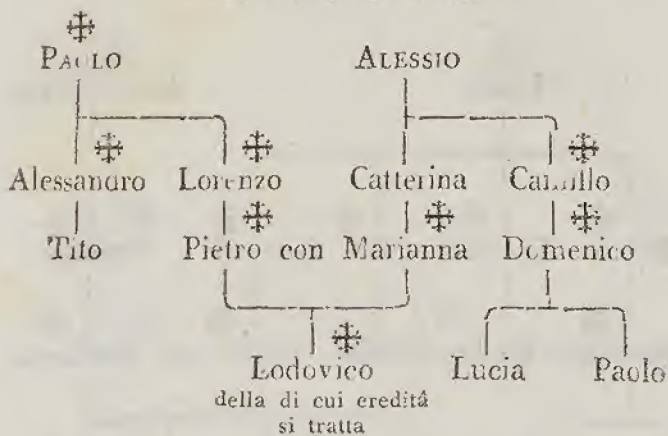 PAOLO ALESSIO
Alessandro Lorenzo Catterina Camillo
Tito Pietro con Marianna Domenico
Lodovico Lucia Paolo
della di cui eredità
si tratta